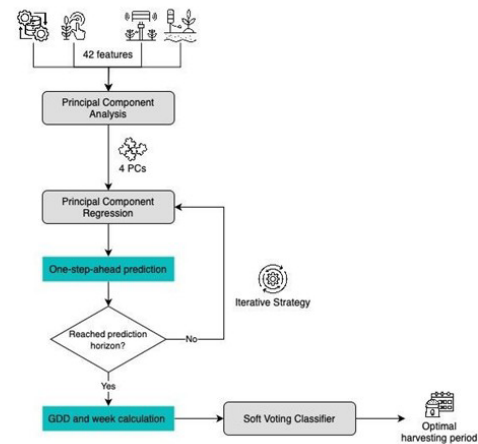 42 features
Principal Component
Analysis
4 PCs
Principal Component
Regression
One-step-ahead prediction
Iterative Strategy
Reached prediction
horizon?
No
Yes
GDD and week calculation
Soft Voting Classifier
Optimal
harvesting period